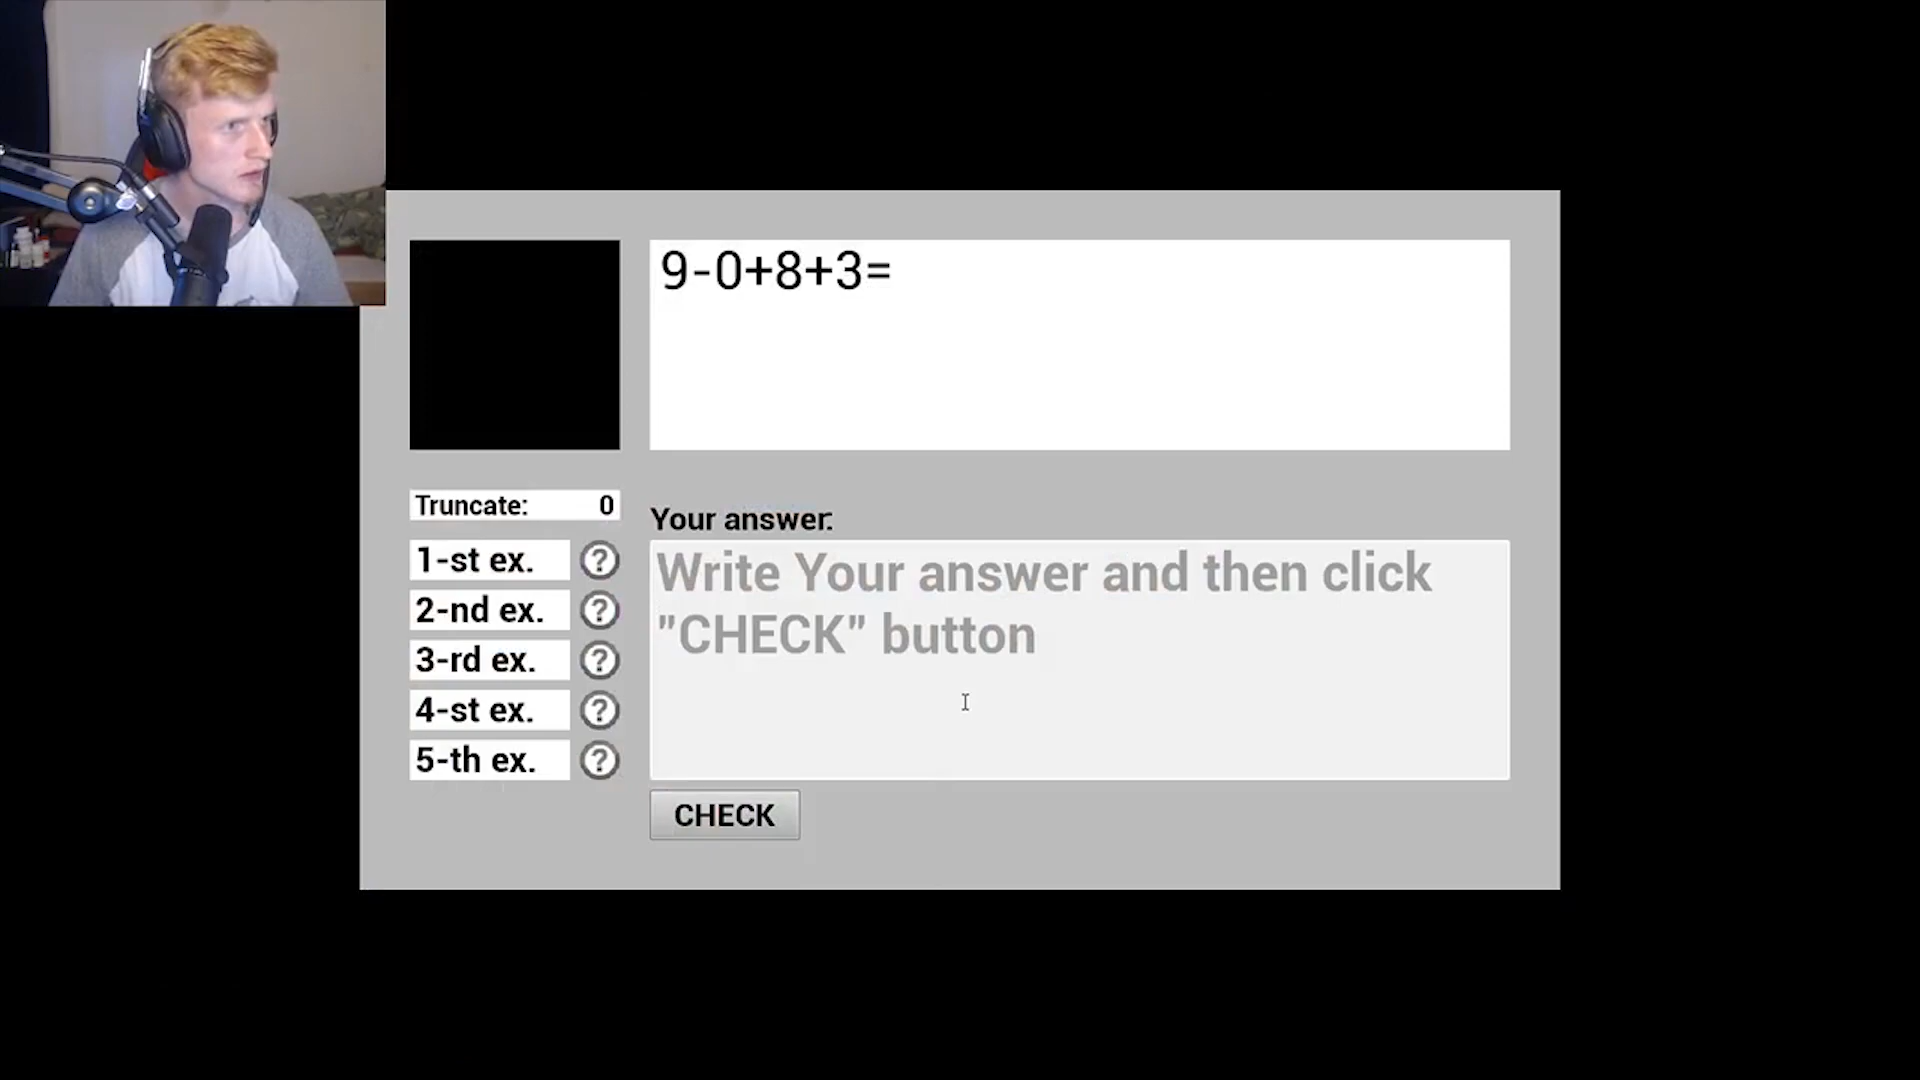 9-0+8+3=
Truncate: 0
Your answer:
1-st ex. ?
2-nd ex. ?
3-rd ex. ?
4-st ex. ?
5-th ex. ?
Write Your answer and then click
"CHECK" button
CHECK